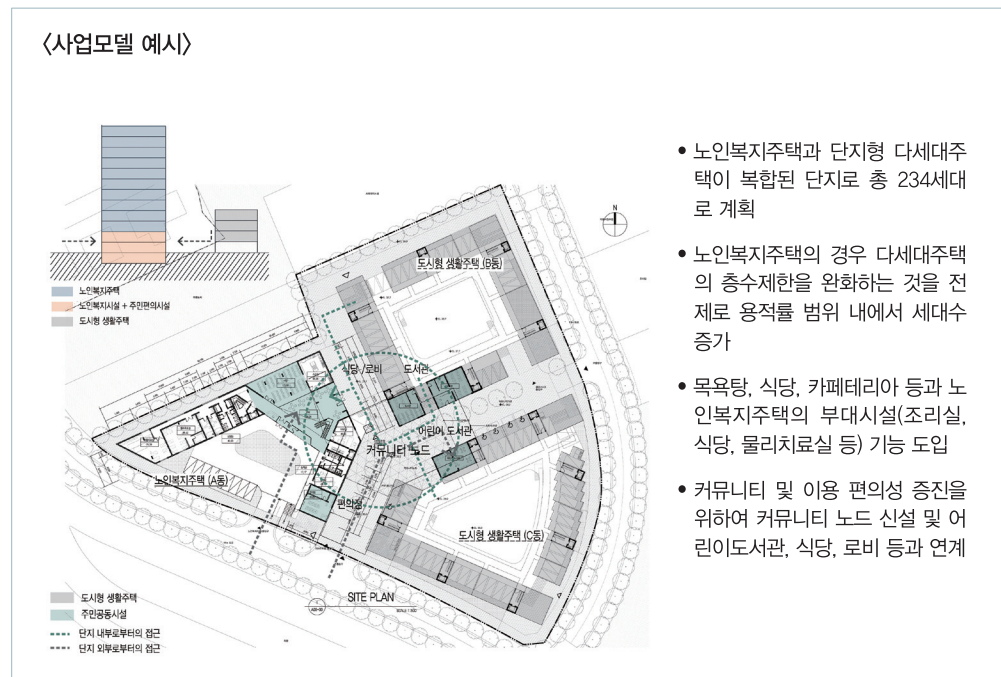 〈사업모델 예시〉
노인복지주택
노인복지시설 + 주민편의시설
도시형 생활주택
N
도시형 생활주택 (B동)
식당 /로비
도서관
어린이 도서관
커뮤니티 노드
노인복지주택 (A동)
편의점
도시형 생활주택 (C동)
SITE PLAN
도시형 생활주택
주민공동시설
단지 내부로부터의 접근
단지 외부로부터의 접근
• 노인복지주택과 단지형 다세대주
택이 복합된 단지로 총 234세대
로 계획
• 노인복지주택의 경우 다세대주택
의 층수제한을 완화하는 것을 전
제로 용적률 범위 내에서 세대수
증가
• 목욕탕, 식당, 카페테리아 등과 노
인복지주택의 부대시설(조리실,
식당, 물리치료실 등) 기능 도입
• 커뮤니티 및 이용 편의성 증진을
위하여 커뮤니티 노드 신설 및 어
린이도서관, 식당, 로비 등과 연계